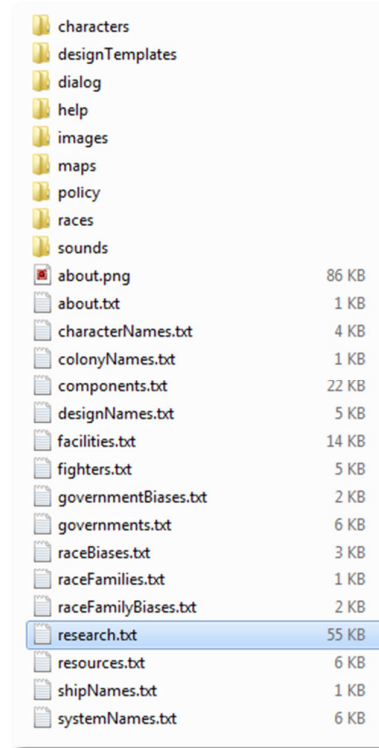 characters
designTemplates
dialog
help
images
maps
policy
races
sounds
about.png 86 KB
about.txt 1 KB
characterNames.txt 4 KB
colonyNames.txt 1 KB
components.txt 22 KB
designNames.txt 5 KB
facilities.txt 14 KB
fighters.txt 5 KB
governmentBiases.txt 2 KB
governments.txt 6 KB
raceBiases.txt 3 KB
raceFamilies.txt 1 KB
raceFamilyBiases.txt 2 KB
research.txt 55 KB
resources.txt 6 KB
shipNames.txt 1 KB
systemNames.txt 6 KB